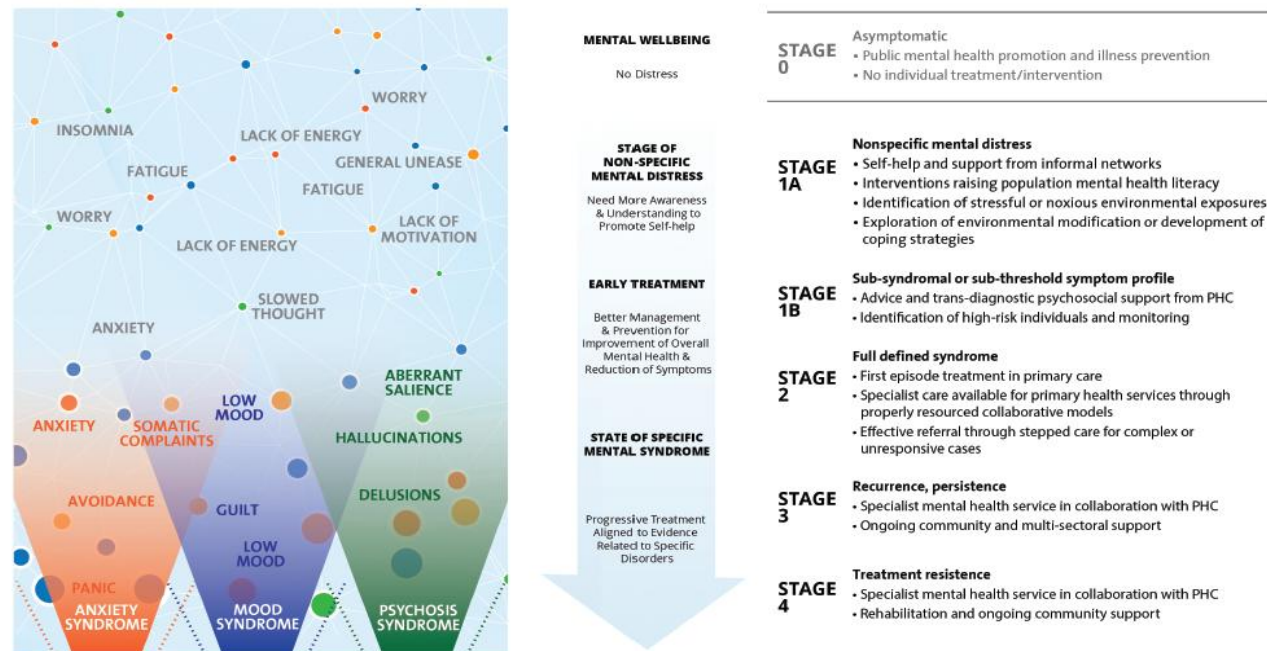 WORRY
INSOMNIA
LACK OF ENERGY
GENERAL UNEASE
FATIGUE
FATIGUE
WORRY
LACK OF
MOTIVATION
LACK OF ENERGY
SLOWED
THOUGHT
ANXIETY
ABERRANT
SALIENCE
LOW
MOOD
ANXIETY
SOMATIC
COMPLAINTS
HALLUCINATIONS
AVOIDANCE
GUILT
DELUSIONS
LOW
MOOD
PANIC
ANXIETY
SYNDROME
MOOD
SYNDROME
PSYCHOSIS
SYNDROME
MENTAL WELLBEING
No Distress
STAGE OF
NON-SPECIFIC
MENTAL DISTRESS
Need More Awareness
& Understanding to
Promote Self-help
EARLY TREATMENT
Better Management
& Prevention for
Improvement of Overall
Mental Health &
Reduction of Symptoms
STATE OF SPECIFIC
MENTAL SYNDROME
Progressive Treatment
Aligned to Evidence
Related to Specific
Disorders
STAGE
0
Asymptomatic
• Public mental health promotion and illness prevention
• No individual treatment/intervention
STAGE
1A
Nonspecific mental distress
• Self-help and support from informal networks
• Interventions raising population mental health literacy
• Identification of stressful or noxious environmental exposures
• Exploration of environmental modification or development of
coping strategies
STAGE
1B
Sub-syndromal or sub-threshold symptom profile
• Advice and trans-diagnostic psychosocial support from PHC
• Identification of high-risk individuals and monitoring
STAGE
2
Full defined syndrome
• First episode treatment in primary care
• Specialist care available for primary health services through
properly resourced collaborative models
• Effective referral through stepped care for complex or
unresponsive cases
STAGE
3
Recurrence, persistence
• Specialist mental health service in collaboration with PHC
• Ongoing community and multi-sectoral support
STAGE
4
Treatment resistence
• Specialist mental health service in collaboration with PHC
• Rehabilitation and ongoing community support